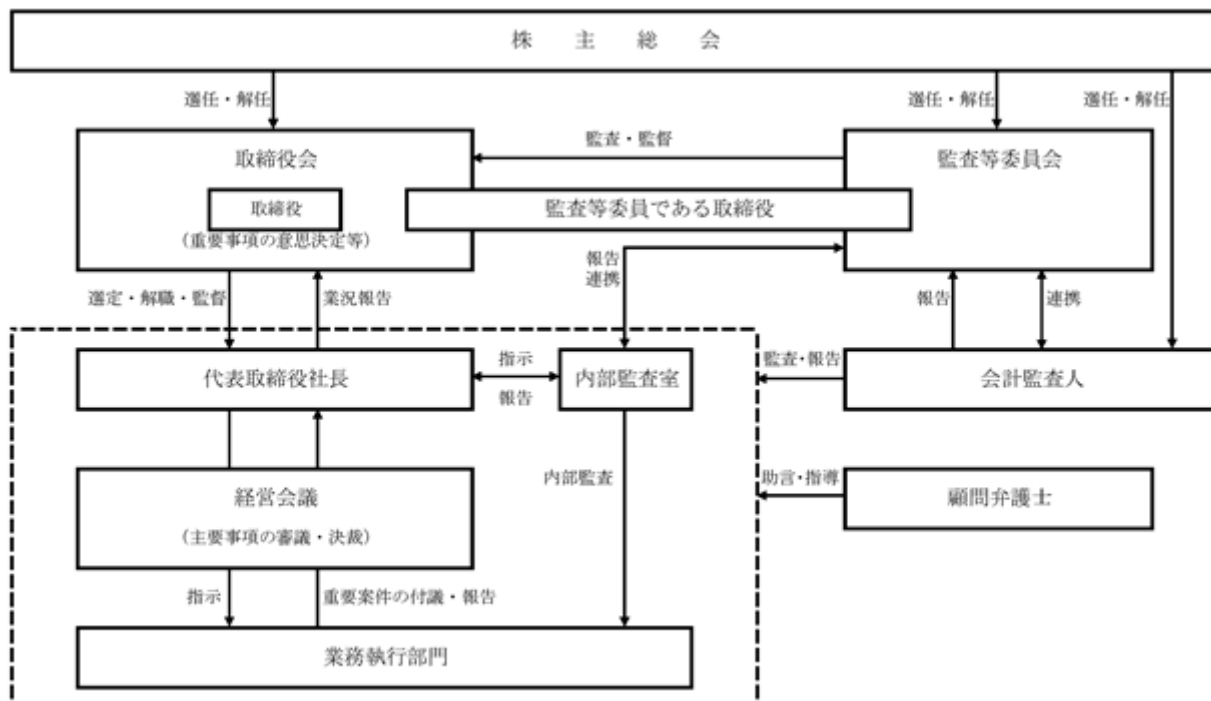 株　主　総　会
選任・解任
選任・解任
選任・解任
取締役会
監査・監督
監査等委員会
取締役
監査等委員である取締役
(重要事項の意思決定等)
報告
連携
選定・解職・監督
業況報告
報告
連携
代表取締役社長
指示
報告
内部監査室
監査・報告
会計監査人
経営会議
(主要事項の審議・決裁)
内部監査
助言・指導
顧問弁護士
指示
重要案件の付議・報告
業務執行部門